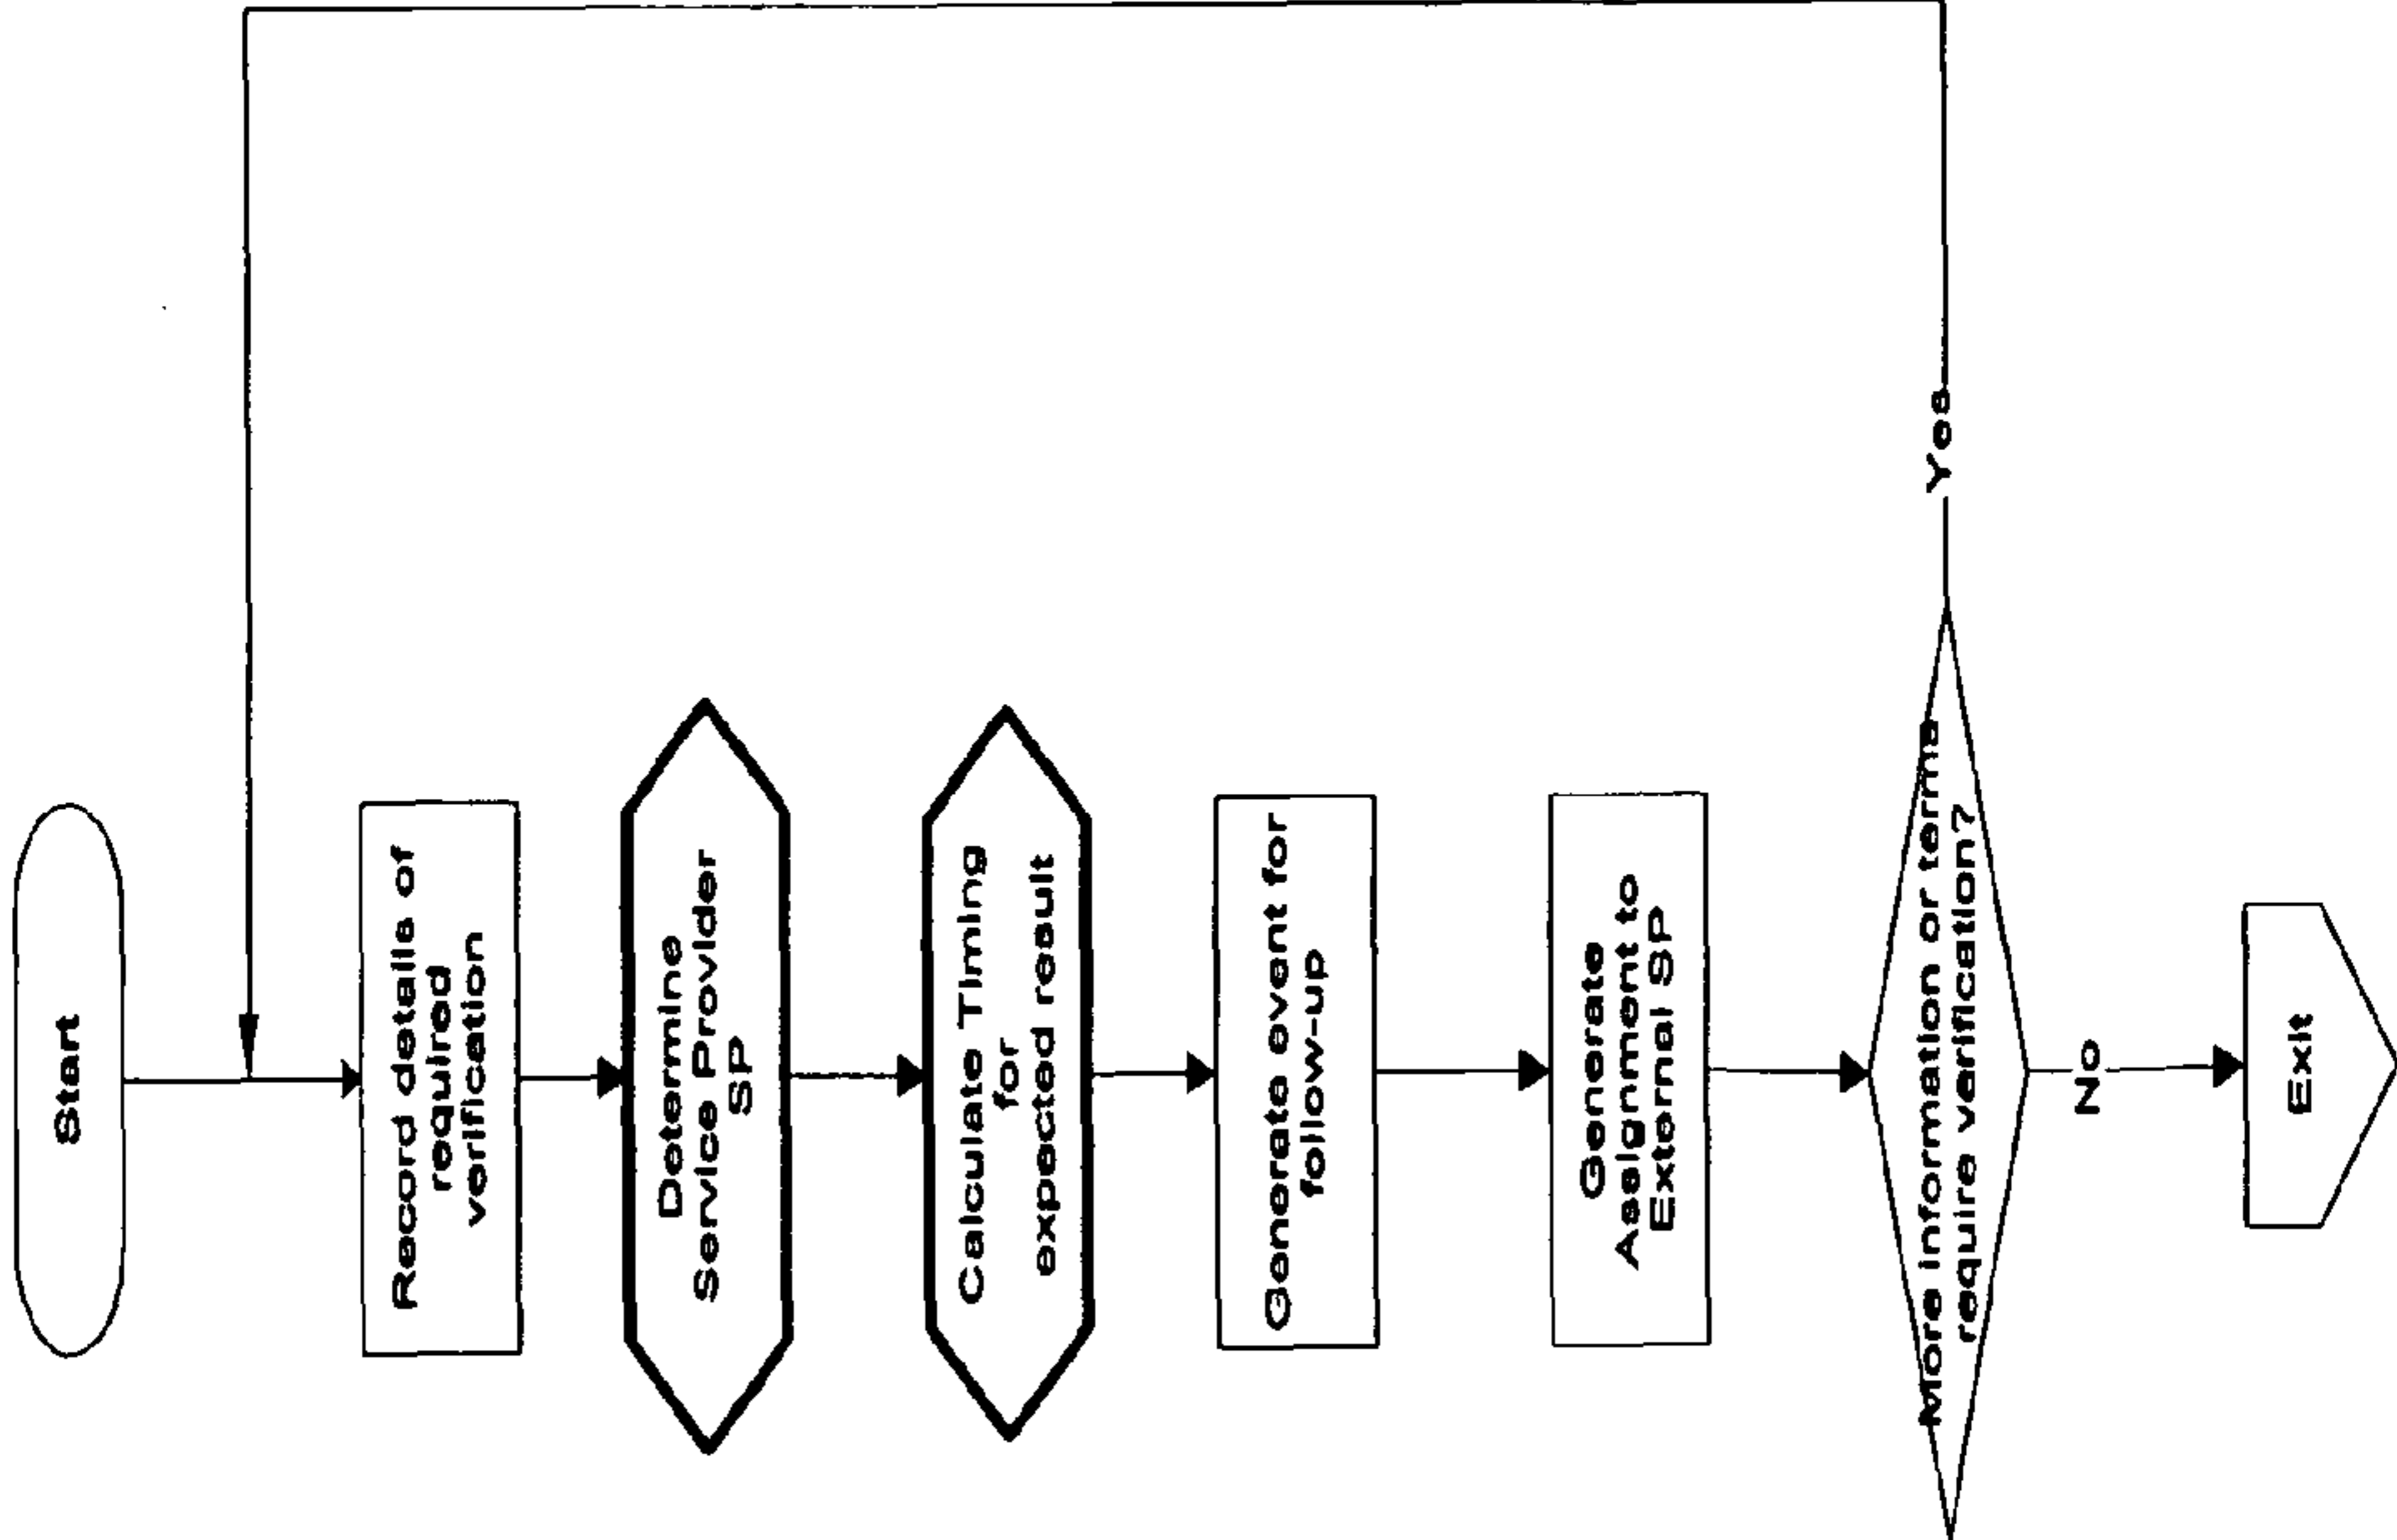 Start
Record details of
required
verification
Determine
Service Provider
SP
Calculate Timing
for
expected result
Generate event for
follow-up
Generate
Assignment to
External SP
More information or terms
require verification?
Yes
No
Exit